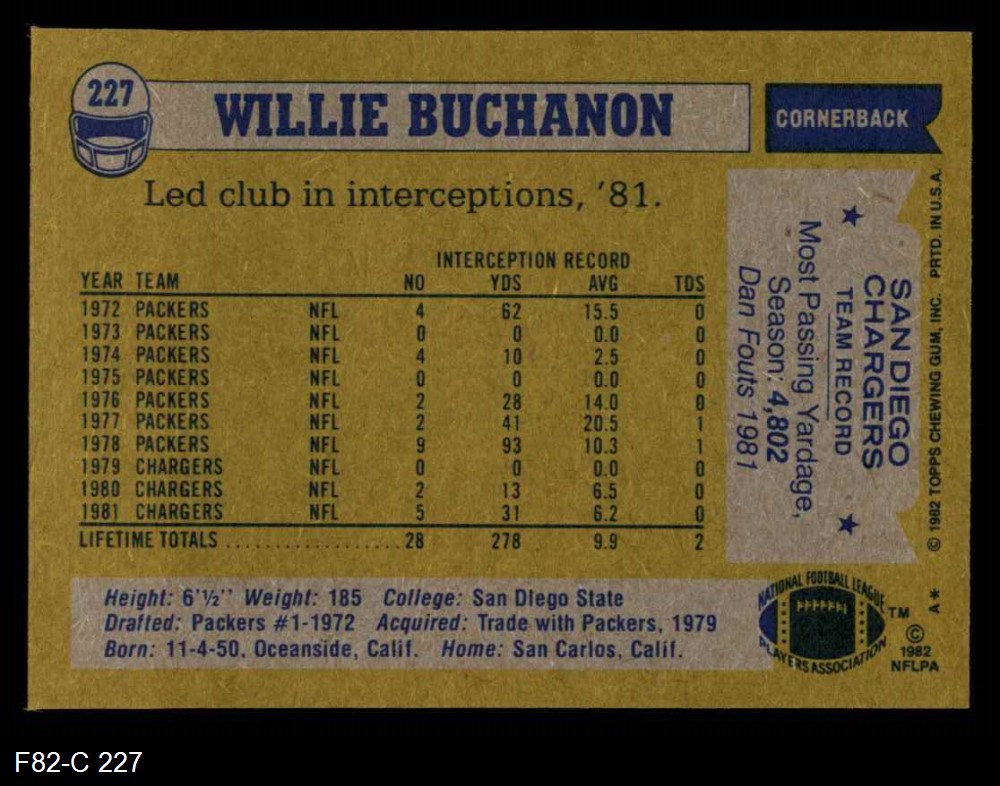 227
WILLIE BUCHANON
CORNERBACK
Led club in interceptions, '81.
INTERCEPTION RECORD
YEAR TEAM NO YDS AVG TDS
1972 PACKERS NFL 4 62 15.5 0
1973 PACKERS NFL 0 0 0.0 0
1974 PACKERS NFL 4 10 2.5 0
1975 PACKERS NFL 0 0 0.0 0
1976 PACKERS NFL 2 28 14.0 0
1977 PACKERS NFL 2 41 20.5 1
1978 PACKERS NFL 9 93 10.3 1
1979 CHARGERS NFL 0 0 0.0 0
1980 CHARGERS NFL 2 13 6.5 0
1981 CHARGERS NFL 5 31 6.2 0
LIFETIME TOTALS .................. 28 278 9.9 2
SAN DIEGO
CHARGERS
TEAM RECORD
Most Passing Yardage,
Season: 4,802
Dan Fouts 1981
© 1982 TOPPS CHEWING GUM, INC. PRTD. IN U.S.A.
Height: 6'½" Weight: 185 College: San Diego State
Drafted: Packers #1-1972 Acquired: Trade with Packers, 1979
Born: 11-4-50, Oceanside, Calif. Home: San Carlos, Calif.
NATIONAL FOOTBALL LEAGUE
PLAYERS ASSOCIATION
TM
A*
©
1982
NFLPA
F82-C 227